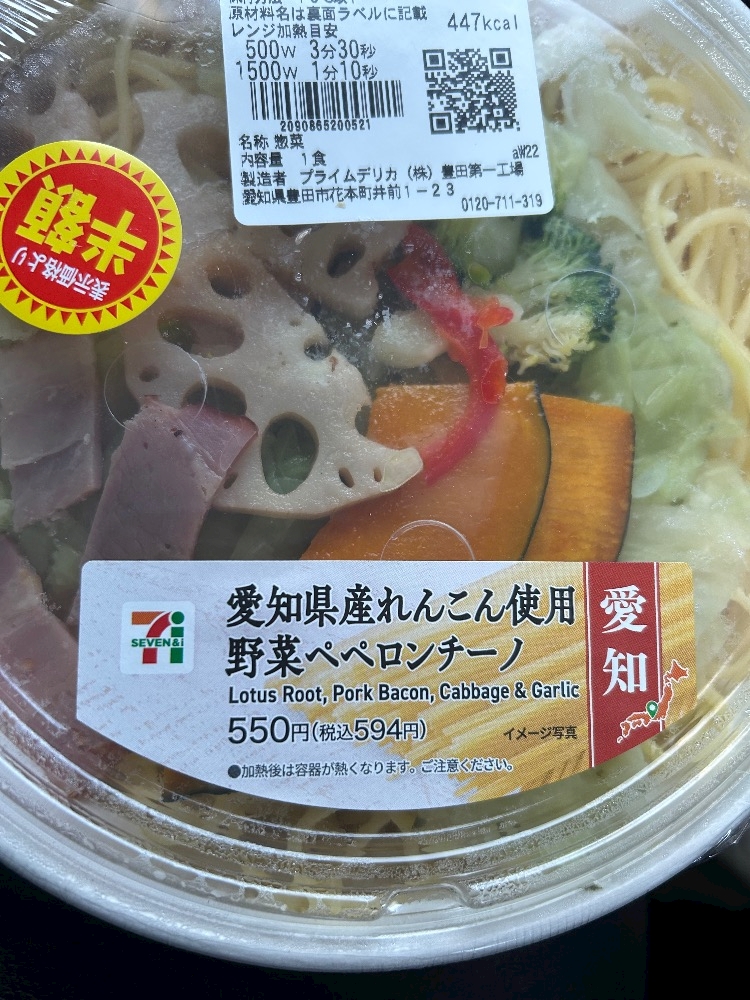 原材料名は裏面ラベルに記載
447kcal
レンジ加熱目安
500W 3分30秒
1500W 1分10秒
2090865200521
名称 惣菜
内容量 1食
aW22
製造者 プライムデリカ（株）豊田第一工場
愛知県豊田市花本町井前1-23
0120-711-319
表示価格より
半額
SEVEN&i
愛知県産れんこん使用
野菜ペペロンチーノ
Lotus Root, Pork Bacon, Cabbage & Garlic
550円(税込594円)
イメージ写真
●加熱後は容器が熱くなります。ご注意ください。
愛知